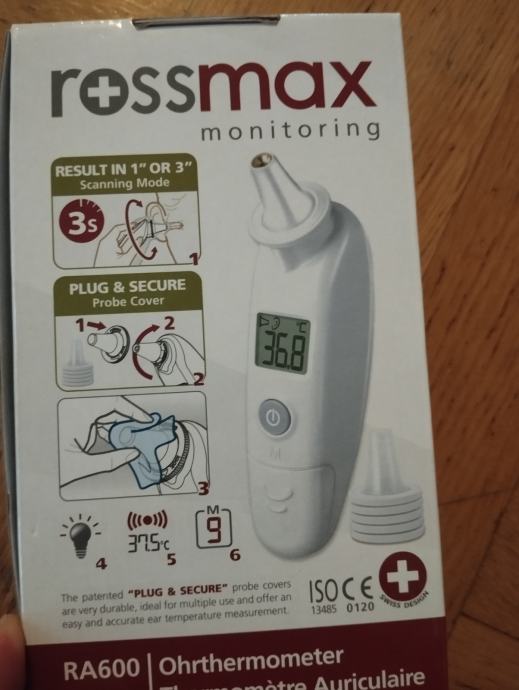 rossmax
monitoring
RESULT IN 1” OR 3”
Scanning Mode
3s
1
PLUG & SECURE
Probe Cover
1
2
2
3
4
37.5°C
5
M
9
6
°C
36.8
M
The patented “PLUG & SECURE” probe covers
are very durable, ideal for multiple use and offer an
easy and accurate ear temperature measurement.
ISO CE
13485 0120
SWISS DESIGN
RA600 Ohrthermometer
Thermomètre Auriculaire